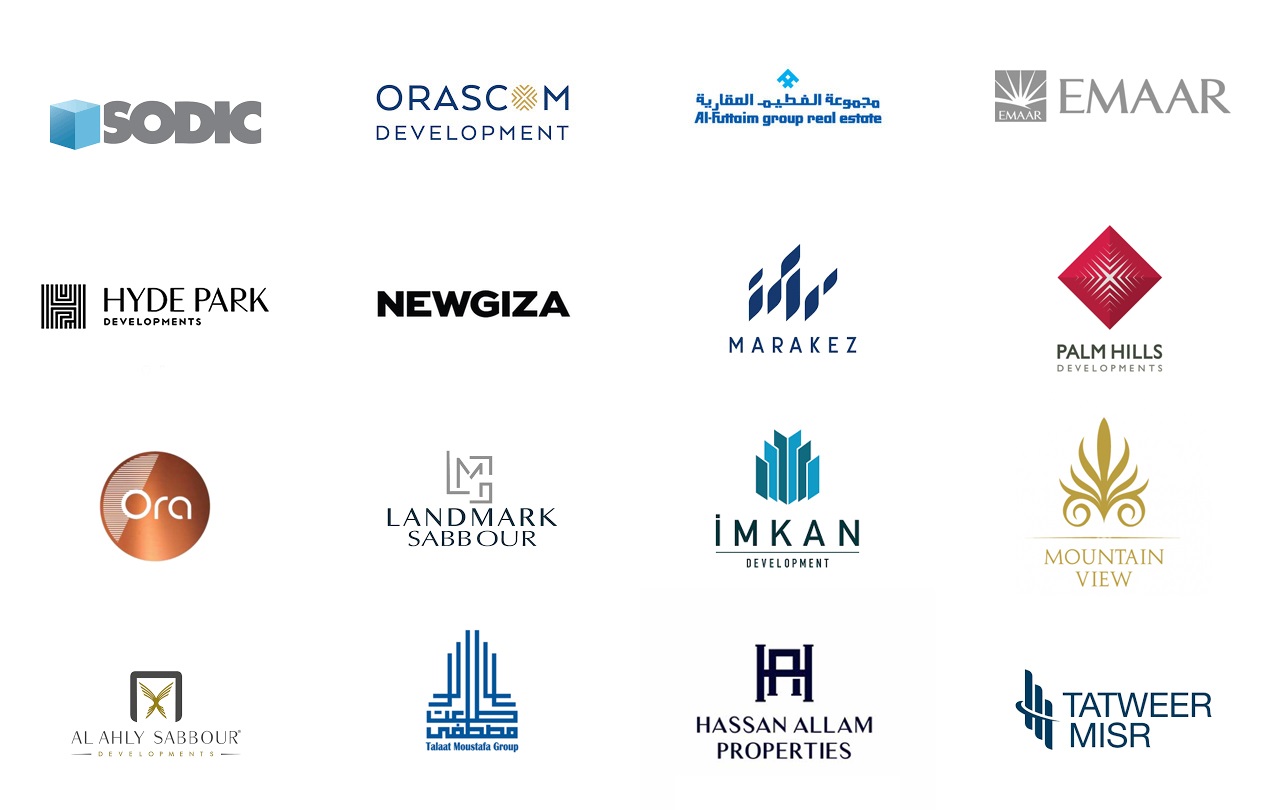 SODIC
ORASCOM
DEVELOPMENT
مجموعة الفطيم العقارية
Al-Futtaim group real estate
EMAAR
EMAAR
HYDE PARK
DEVELOPMENTS
NEWGIZA
MARAKEZ
PALM HILLS
DEVELOPMENTS
Ora
LANDMARK
SABBOUR
İMKAN
DEVELOPMENT
MOUNTAIN
VIEW
AL AHLY SABBOUR®
DEVELOPMENTS
طلعت
مصطفى
Talaat Moustafa Group
HASSAN ALLAM
PROPERTIES
TATWEER
MISR